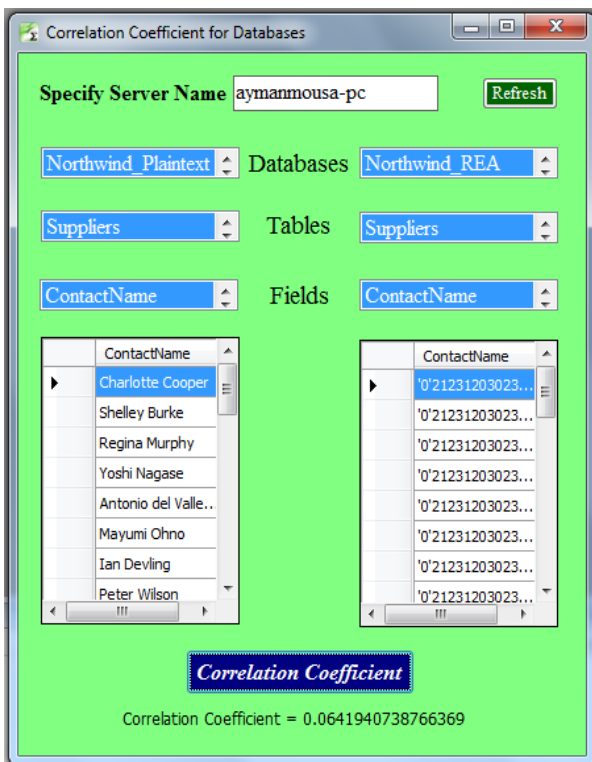 Correlation Coefficient for Databases
Specify Server Name aymanmousa-pc Refresh
Northwind_Plaintext Databases Northwind_REA
Suppliers Tables Suppliers
ContactName Fields ContactName
ContactName
Charlotte Cooper
Shelley Burke
Regina Murphy
Yoshi Nagase
Antonio del Valle...
Mayumi Ohno
Ian Devling
Peter Wilson
ContactName
'0'21231203023...
'0'21231203023...
'0'21231203023...
'0'21231203023...
'0'21231203023...
'0'21231203023...
'0'21231203023...
'0'21231203023...
Correlation Coefficient
Correlation Coefficient = 0.0641940738766369